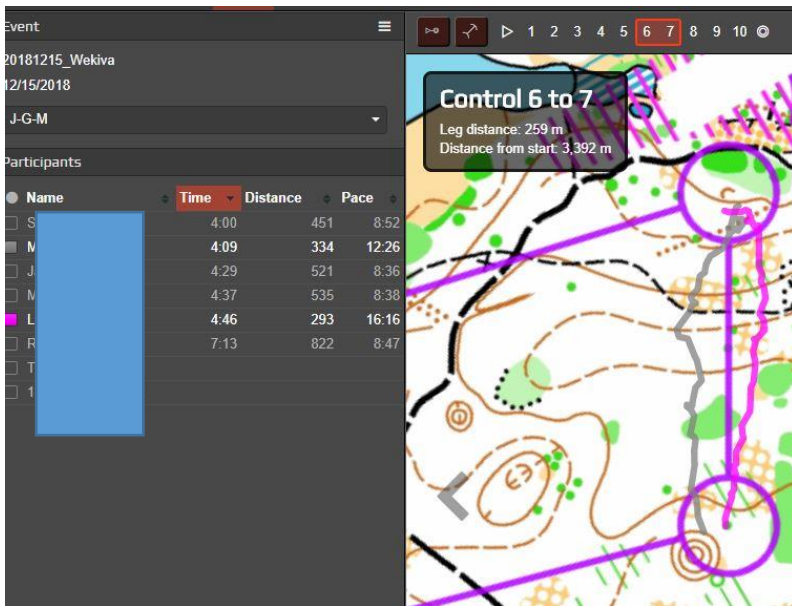 Event
1 2 3 4 5 6 7 8 9 10
20181215_Wekiva
12/15/2018
J-G-M
Control 6 to 7
Leg distance: 259 m
Distance from start: 3,392 m
Participants
Name Time Distance Pace
S 4:00 451 8:52
M 4:09 334 12:26
J 4:29 521 8:36
M 4:37 535 8:38
L 4:46 293 16:16
R 7:13 822 8:47
T
1